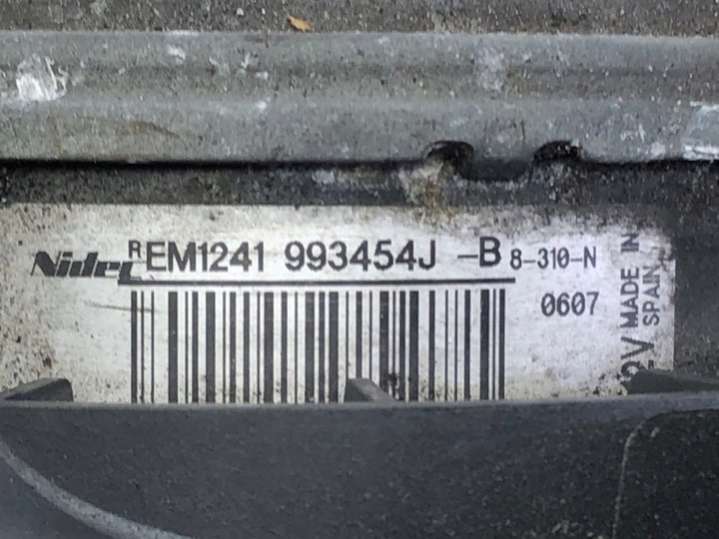 Nidec REM1241 993454J -B 8-310-N
0607
MADE IN
SPAIN